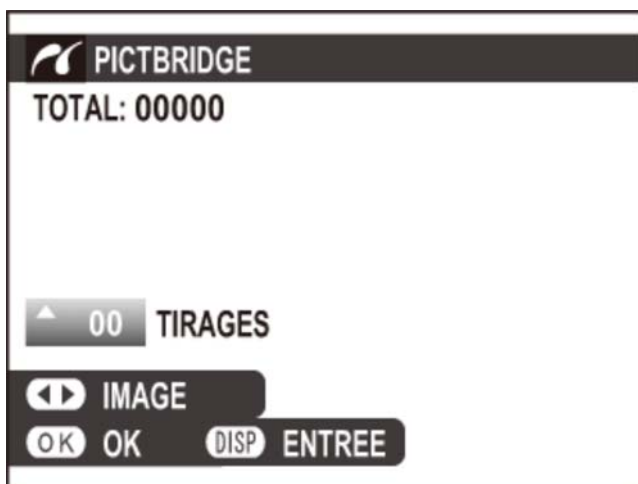 PICTBRIDGE
TOTAL: 00000
00 TIRAGES
IMAGE
OK OK DISP ENTREE